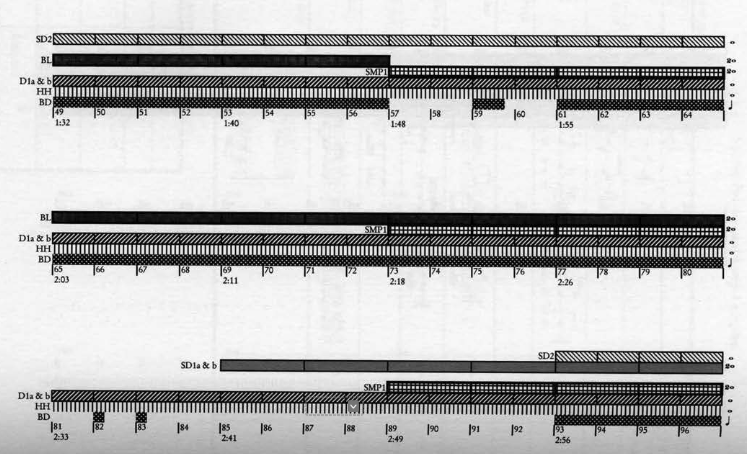 SD2
BL
SMP1
D1a & b
HH
BD
49 50 51 52 53 54 55 56 57 58 59 60 61 62 63 64
1:32 1:40 1:48 1:55
BL
SMP1
D1a & b
HH
BD
65 66 67 68 69 70 71 72 73 74 75 76 77 78 79 80
2:03 2:11 2:18 2:26
SD2
SD1a & b
SMP1
D1a & b
HH
BD
81 82 83 84 85 86 87 88 89 90 91 92 93 94 95 96
2:33 2:41 2:49 2:56